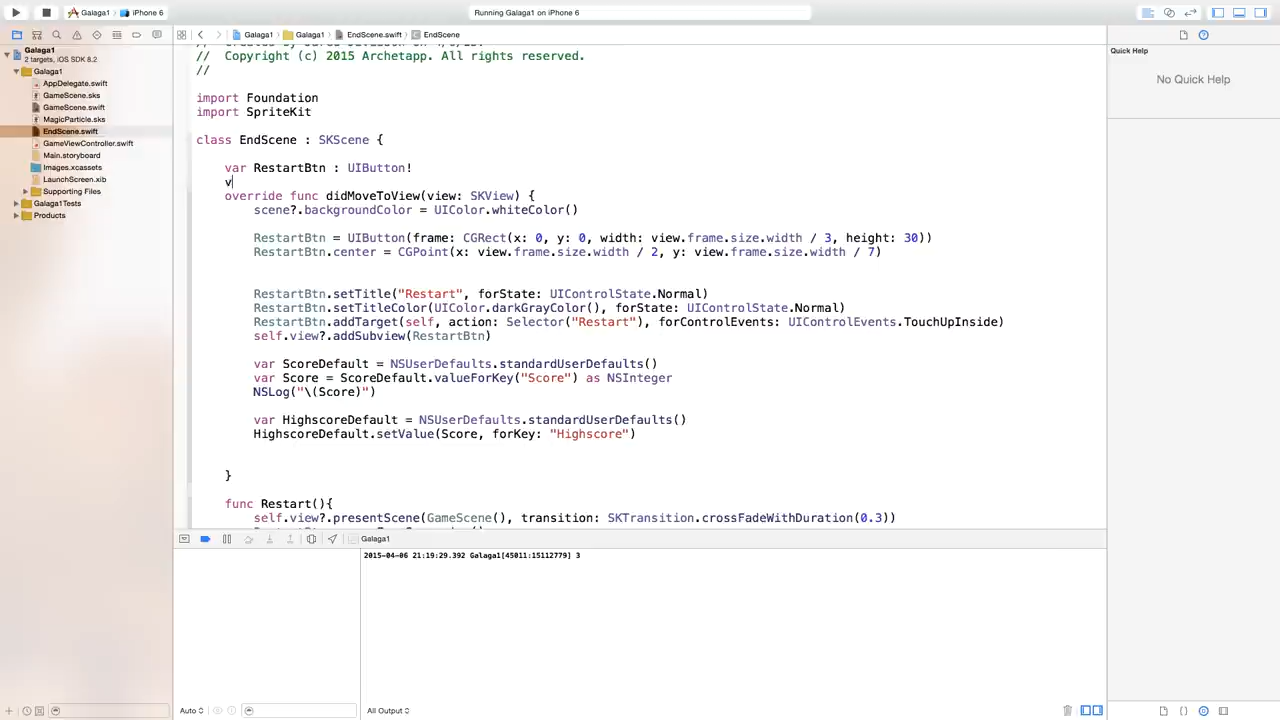 Galaga1
iPhone 6
Running Galaga1 on iPhone 6
Galaga1
Galaga1
EndScene.swift
EndScene
Quick Help
No Quick Help
Galaga1
2 targets, iOS SDK 8.2
Galaga1
AppDelegate.swift
GameScene.sks
GameScene.swift
MagicParticle.sks
EndScene.swift
GameViewController.swift
Main.storyboard
Images.xcassets
LaunchScreen.xib
Supporting Files
Galaga1Tests
Products
//  Copyright (c) 2015 Archetapp. All rights reserved.
//
import Foundation
import SpriteKit
class EndScene : SKScene {
var RestartBtn : UIButton!
v
override func didMoveToView(view: SKView) {
scene?.backgroundColor = UIColor.whiteColor()
RestartBtn = UIButton(frame: CGRect(x: 0, y: 0, width: view.frame.size.width / 3, height: 30))
RestartBtn.center = CGPoint(x: view.frame.size.width / 2, y: view.frame.size.width / 7)
RestartBtn.setTitle("Restart", forState: UIControlState.Normal)
RestartBtn.setTitleColor(UIColor.darkGrayColor(), forState: UIControlState.Normal)
RestartBtn.addTarget(self, action: Selector("Restart"), forControlEvents: UIControlEvents.TouchUpInside)
self.view?.addSubview(RestartBtn)
var ScoreDefault = NSUserDefaults.standardUserDefaults()
var Score = ScoreDefault.valueForKey("Score") as NSInteger
NSLog("\(Score)")
var HighscoreDefault = NSUserDefaults.standardUserDefaults()
HighscoreDefault.setValue(Score, forKey: "Highscore")
}
func Restart(){
self.view?.presentScene(GameScene(), transition: SKTransition.crossFadeWithDuration(0.3))
Galaga1
2015-04-06 21:19:29.392 Galaga1[45011:15112779] 3
Auto
All Output